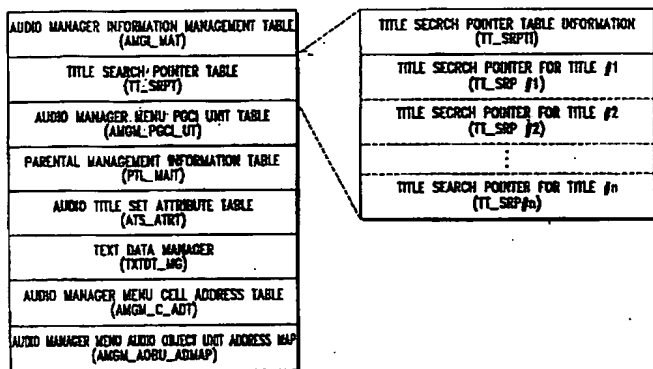 AUDIO MANAGER INFORMATION MANAGEMENT TABLE
(AMGI_MAT)
TITLE SEARCH POINTER TABLE
(TT_SRPT)
AUDIO MANAGER MENU PGCI UNIT TABLE
(AMGM_PGCI_UT)
PARENTAL MANAGEMENT INFORMATION TABLE
(PTL_MAIT)
AUDIO TITLE SET ATTRIBUTE TABLE
(ATS_ATRT)
TEXT DATA MANAGER
(TXTDT_MG)
AUDIO MANAGER MENU CELL ADDRESS TABLE
(AMGM_C_ADT)
AUDIO MANAGER MENU AUDIO OBJECT UNIT ADDRESS MAP
(AMGM_AOBU_ADMAP)
TITLE SECRCH POINTER TABLE INFORMATION
(TT_SRPTI)
TITLE SECRCH POINTER FOR TITLE #1
(TT_SRP #1)
TITLE SECRCH POINTER FOR TITLE #2
(TT_SRP #2)
TITLE SEARCH POINTER FOR TITLE #n
(TT_SRP#n)